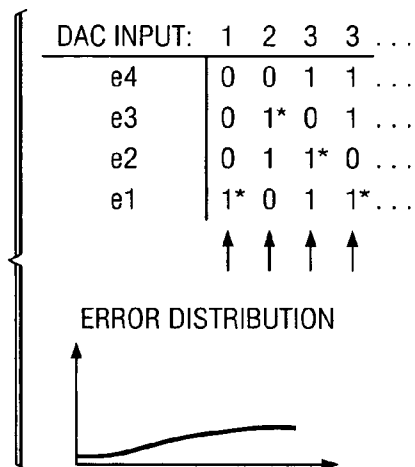 DAC INPUT: 1 2 3 3 ...
e4 0 0 1 1 ...
e3 0 1* 0 1 ...
e2 0 1 1* 0 ...
e1 1* 0 1 1* ...
ERROR DISTRIBUTION